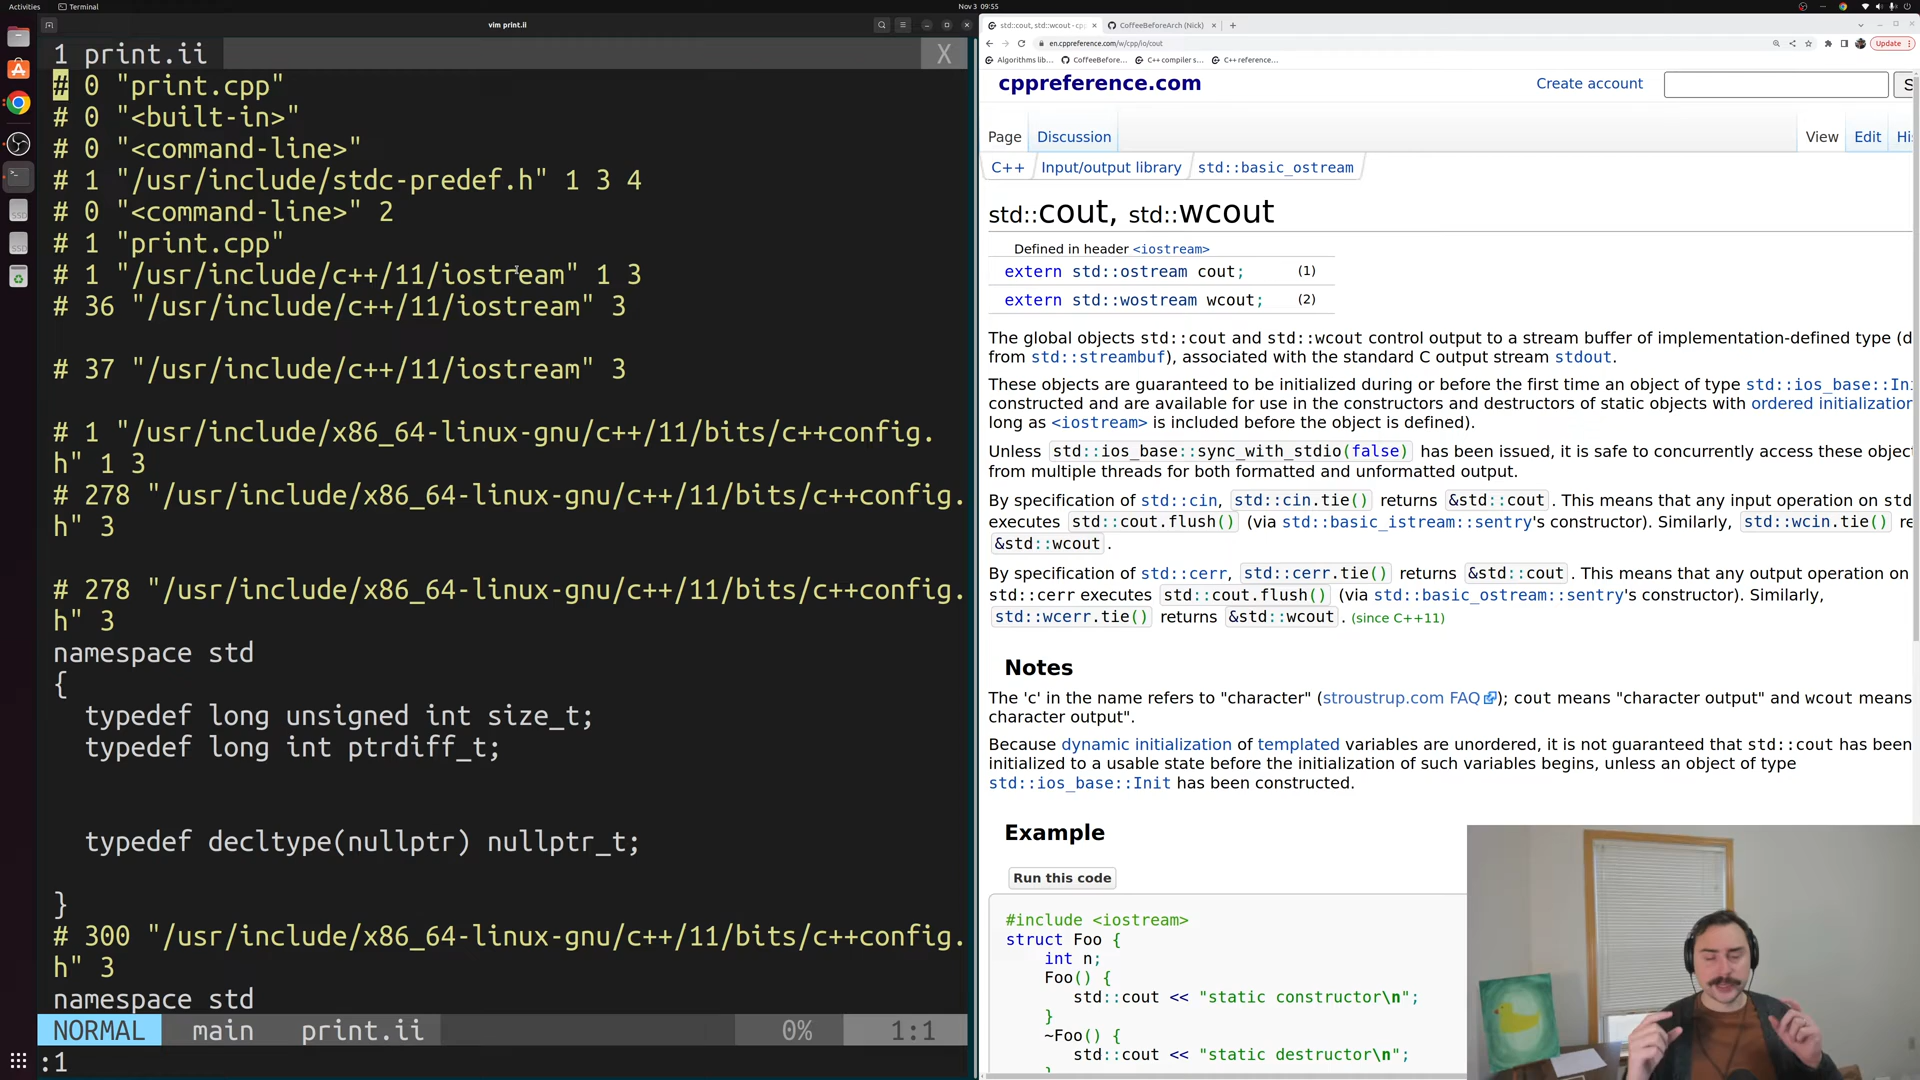 Activities
Terminal
Nov 3 09:55
vim print.ii
1 print.ii
X
# 0 "print.cpp"
# 0 "<built-in>"
# 0 "<command-line>"
# 1 "/usr/include/stdc-predef.h" 1 3 4
# 0 "<command-line>" 2
# 1 "print.cpp"
# 1 "/usr/include/c++/11/iostream" 1 3
# 36 "/usr/include/c++/11/iostream" 3
# 37 "/usr/include/c++/11/iostream" 3
# 1 "/usr/include/x86_64-linux-gnu/c++/11/bits/c++config.
h" 1 3
# 278 "/usr/include/x86_64-linux-gnu/c++/11/bits/c++config.
h" 3
# 278 "/usr/include/x86_64-linux-gnu/c++/11/bits/c++config.
h" 3
namespace std
{
typedef long unsigned int size_t;
typedef long int ptrdiff_t;
typedef decltype(nullptr) nullptr_t;
}
# 300 "/usr/include/x86_64-linux-gnu/c++/11/bits/c++config.
h" 3
namespace std
NORMAL main print.ii 0% 1:1
:1
std::cout, std::wcout - cp
CoffeeBeforeArch (Nick)
en.cppreference.com/w/cpp/io/cout
Update
Algorithms lib...
CoffeeBefore...
C++ compiler s...
C++ reference...
cppreference.com
Create account
S
Page
Discussion
View
Edit
His
C++
Input/output library
std::basic_ostream
std::cout, std::wcout
Defined in header <iostream>
extern std::ostream cout; (1)
extern std::wostream wcout; (2)
The global objects std::cout and std::wcout control output to a stream buffer of implementation-defined type (d
from std::streambuf), associated with the standard C output stream stdout.
These objects are guaranteed to be initialized during or before the first time an object of type std::ios_base::Ini
constructed and are available for use in the constructors and destructors of static objects with ordered initialization
long as <iostream> is included before the object is defined).
Unless std::ios_base::sync_with_stdio(false) has been issued, it is safe to concurrently access these objec
from multiple threads for both formatted and unformatted output.
By specification of std::cin, std::cin.tie() returns &std::cout. This means that any input operation on std
executes std::cout.flush() (via std::basic_istream::sentry's constructor). Similarly, std::wcin.tie() re
&std::wcout.
By specification of std::cerr, std::cerr.tie() returns &std::cout. This means that any output operation on
std::cerr executes std::cout.flush() (via std::basic_ostream::sentry's constructor). Similarly,
std::wcerr.tie() returns &std::wcout. (since C++11)
Notes
The 'c' in the name refers to "character" (stroustrup.com FAQ); cout means "character output" and wcout means
character output".
Because dynamic initialization of templated variables are unordered, it is not guaranteed that std::cout has been
initialized to a usable state before the initialization of such variables begins, unless an object of type
std::ios_base::Init has been constructed.
Example
Run this code
#include <iostream>
struct Foo {
int n;
Foo() {
std::cout << "static constructor\n";
}
~Foo() {
std::cout << "static destructor\n";
}